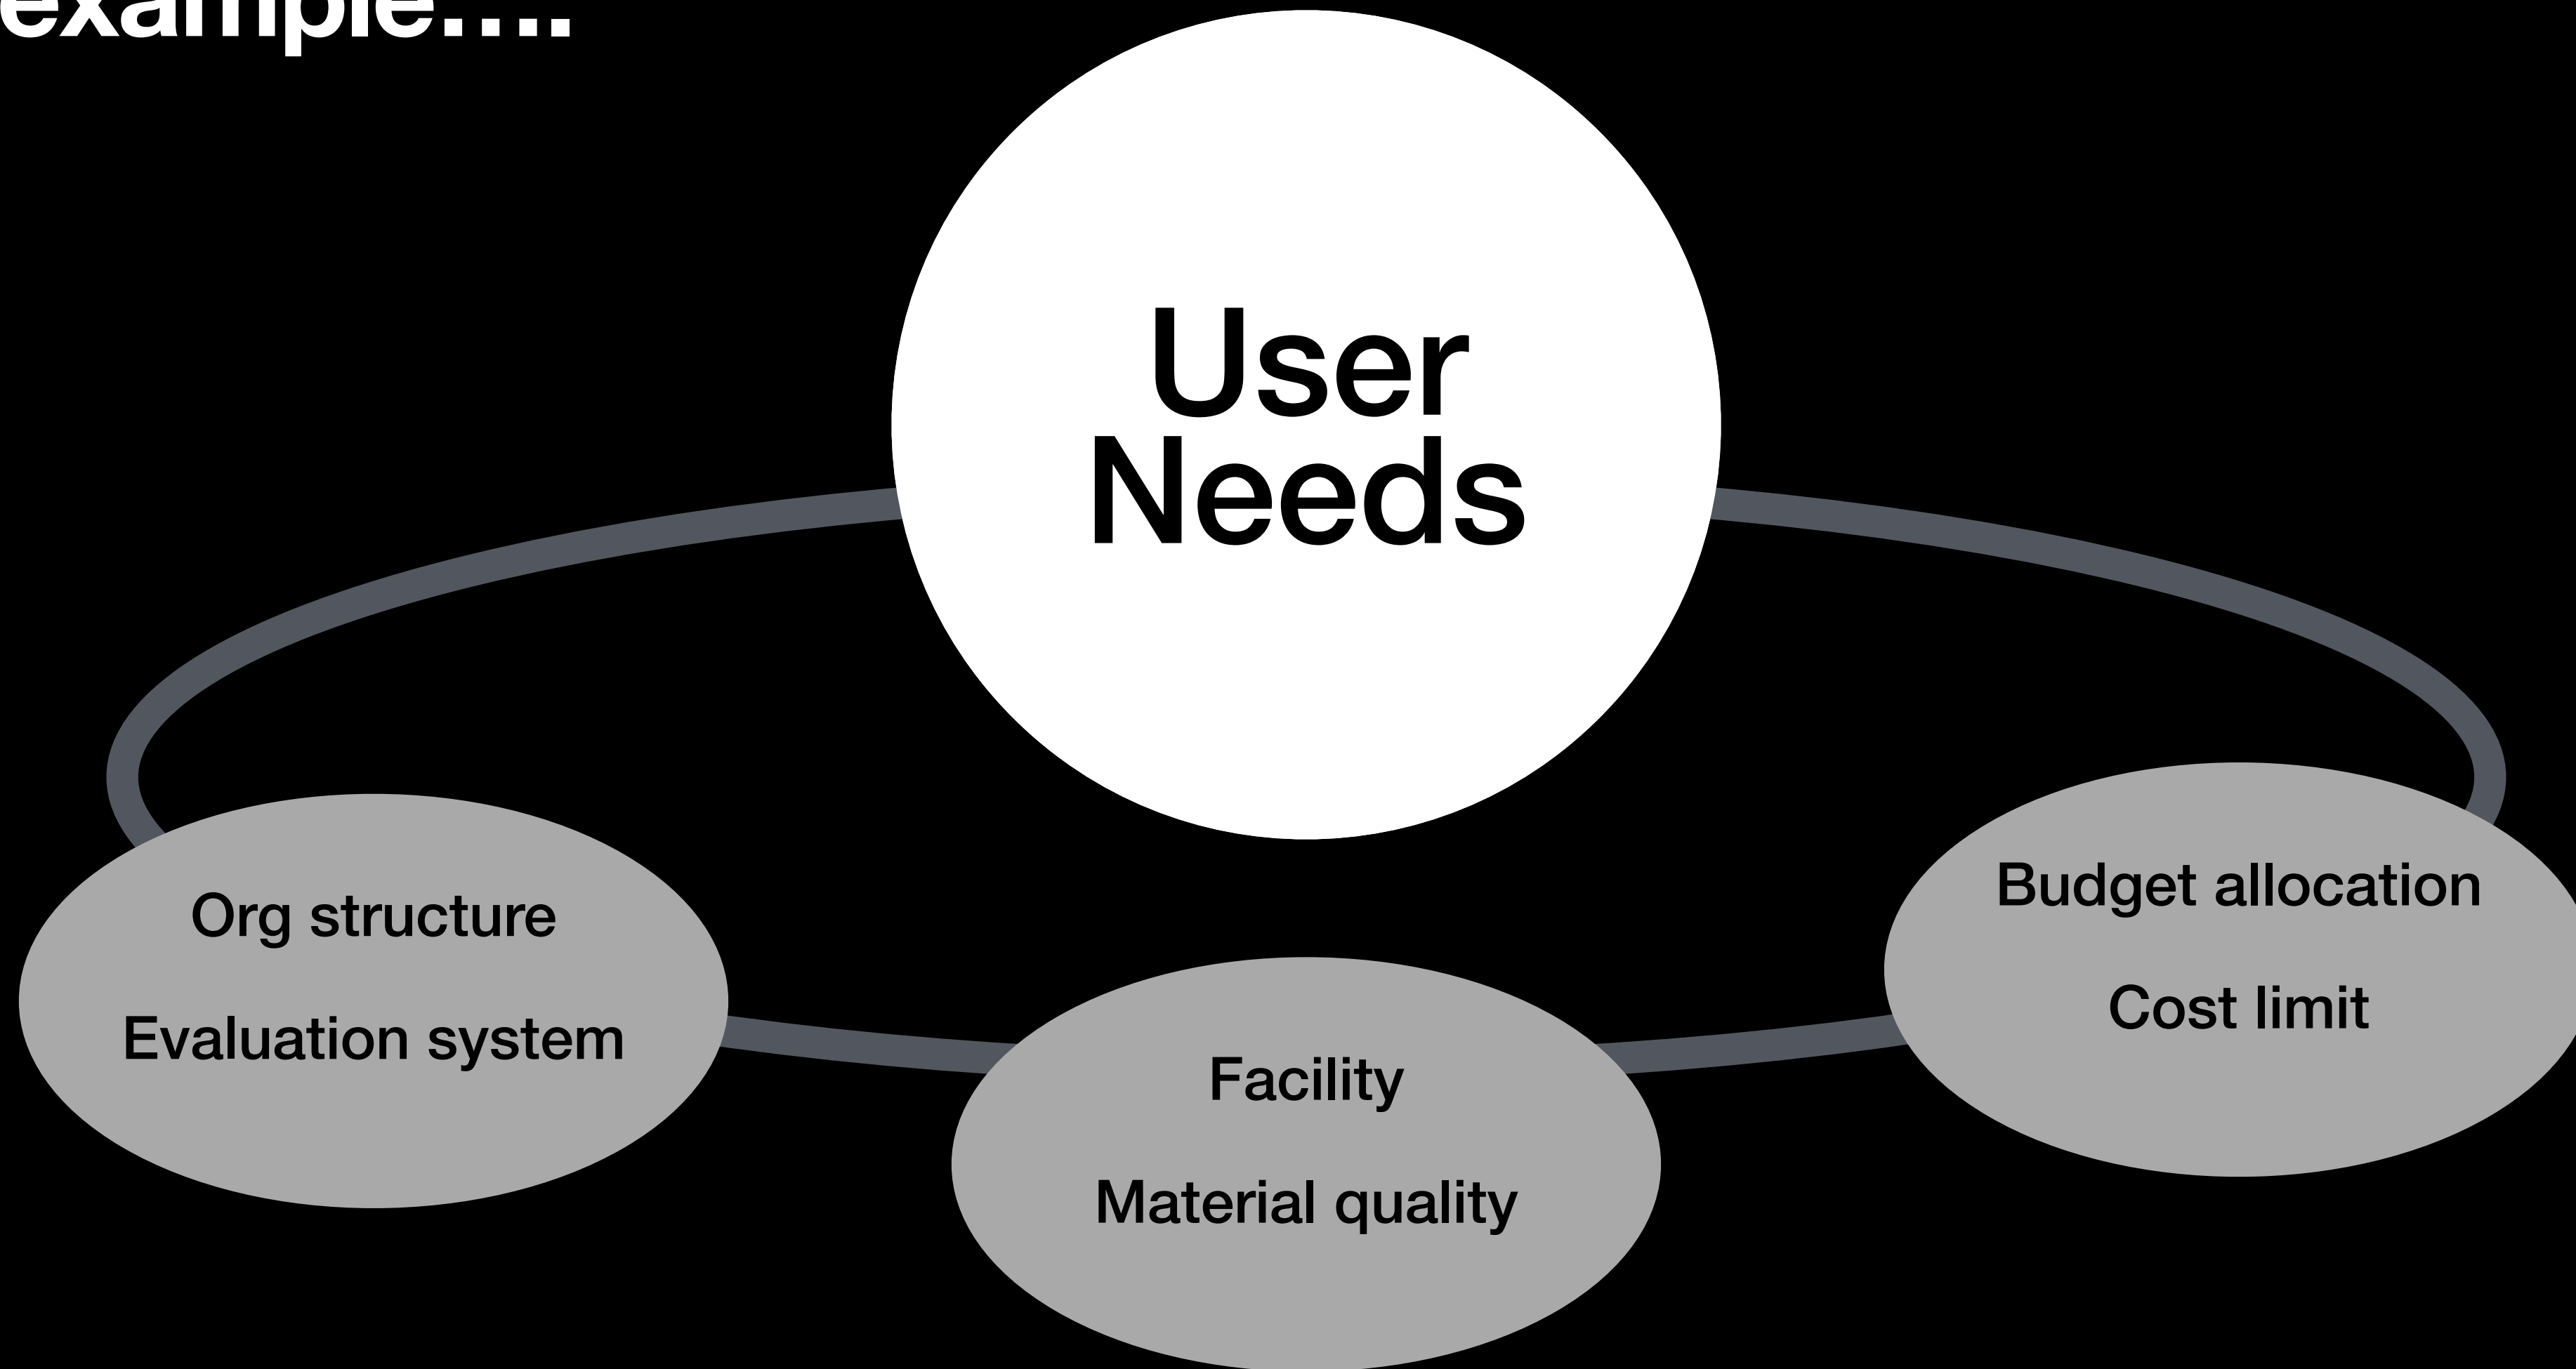 example....
User
Needs
Org structure
Evaluation system
Facility
Material quality
Budget allocation
Cost limit